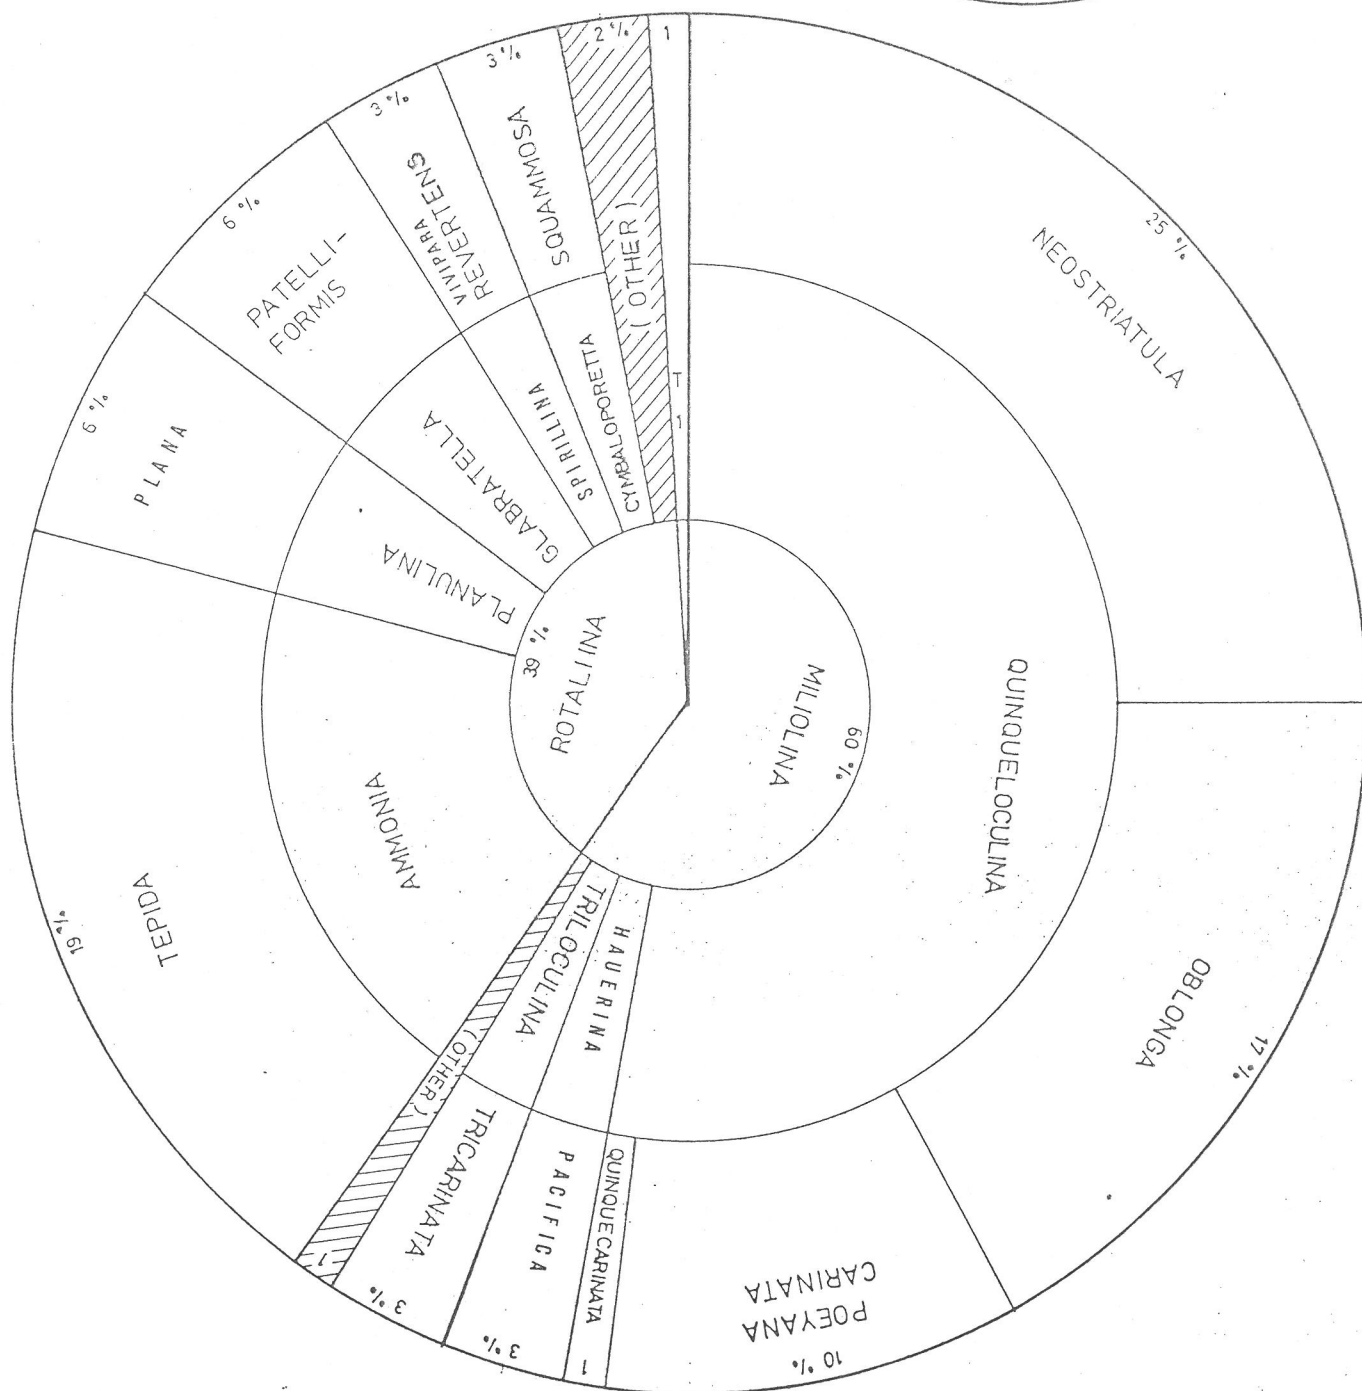 25 %
NEOSTRIATULA
QUINQUELOCULINA
OBLONGA
17 %
POEYANA
CARINATA
10 %
QUINQUECARINATA
1
HAUERINA
PACIFICA
3 %
TRILOCULINA
TRICARINATA
3 %
(OTHER)
1
MILIOLINA
60 %
ROTALIINA
39 %
AMMONIA
TEPIDA
19 %
PLANULINA
PLANA
6 %
GLABRATELLA
PATELLI-
FORMIS
6 %
SPIRILLINA
VIVIPARA
REVERTENS
3 %
CYMBALOPORETTA
SQUAMMOSA
3 %
(OTHER)
2 %
1
T
1